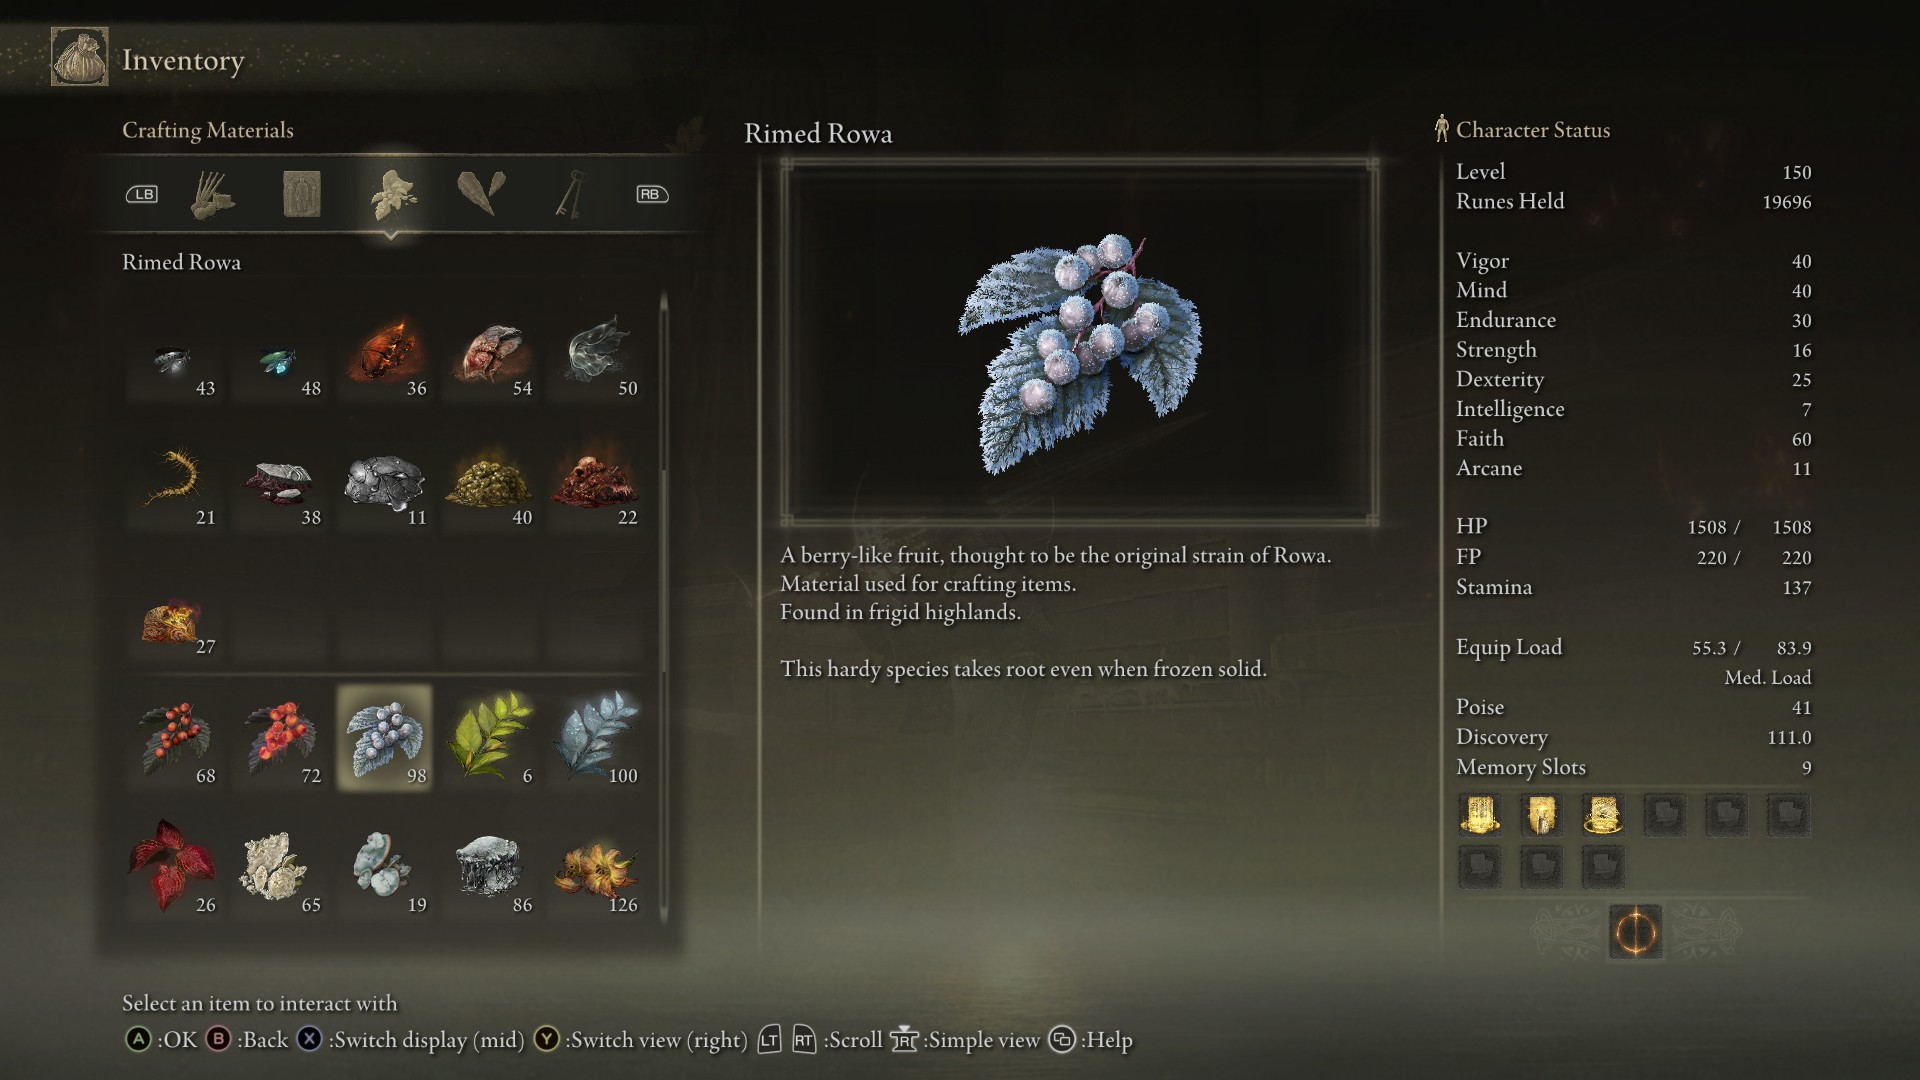 Inventory
Crafting Materials
LB
RB
Rimed Rowa
43 48 36 54 50
21 38 11 40 22
27
68 72 98 6 100
26 65 19 86 126
Rimed Rowa
A berry-like fruit, thought to be the original strain of Rowa.
Material used for crafting items.
Found in frigid highlands.
This hardy species takes root even when frozen solid.
Character Status
Level 150
Runes Held 19696
Vigor 40
Mind 40
Endurance 30
Strength 16
Dexterity 25
Intelligence 7
Faith 60
Arcane 11
HP 1508 / 1508
FP 220 / 220
Stamina 137
Equip Load 55.3 / 83.9
Med. Load
Poise 41
Discovery 111.0
Memory Slots 9
Select an item to interact with
A :OK B :Back X :Switch display (mid) Y :Switch view (right) LT RT :Scroll R :Simple view :Help